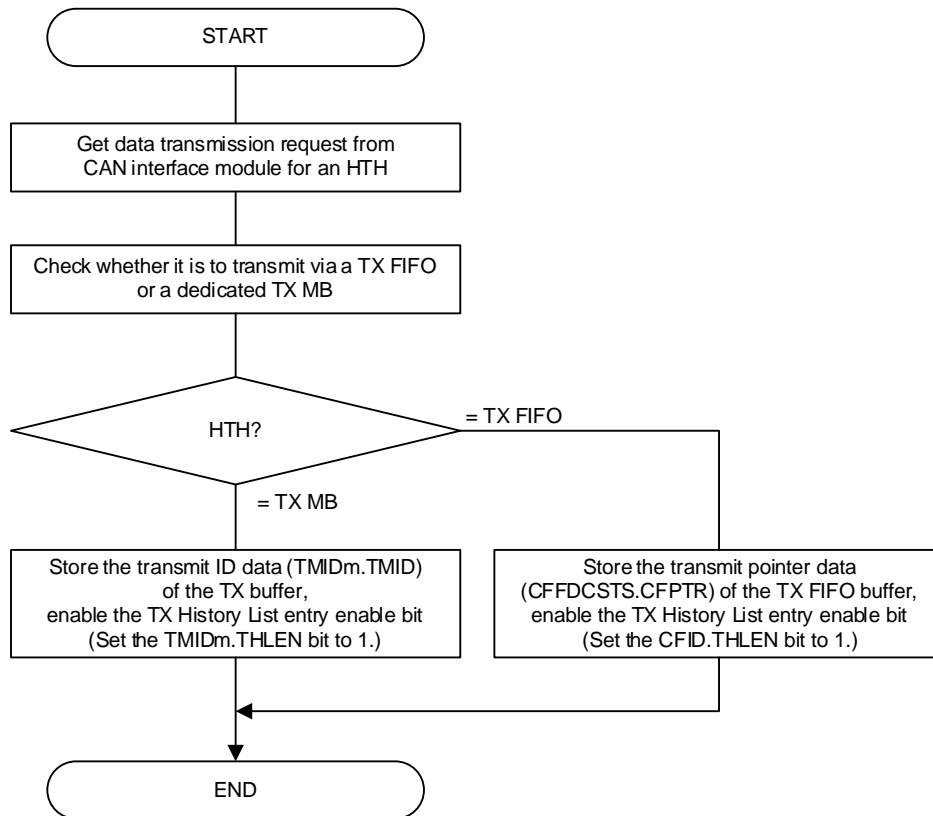 START
Get data transmission request from
CAN interface module for an HTH
Check whether it is to transmit via a TX FIFO
or a dedicated TX MB
HTH?
= TX FIFO
= TX MB
Store the transmit ID data (TMIDm.TMID)
of the TX buffer,
enable the TX History List entry enable bit
(Set the TMIDm.THLEN bit to 1.)
Store the transmit pointer data
(CFFDCSTS.CFPTR) of the TX FIFO buffer,
enable the TX History List entry enable bit
(Set the CFID.THLEN bit to 1.)
END